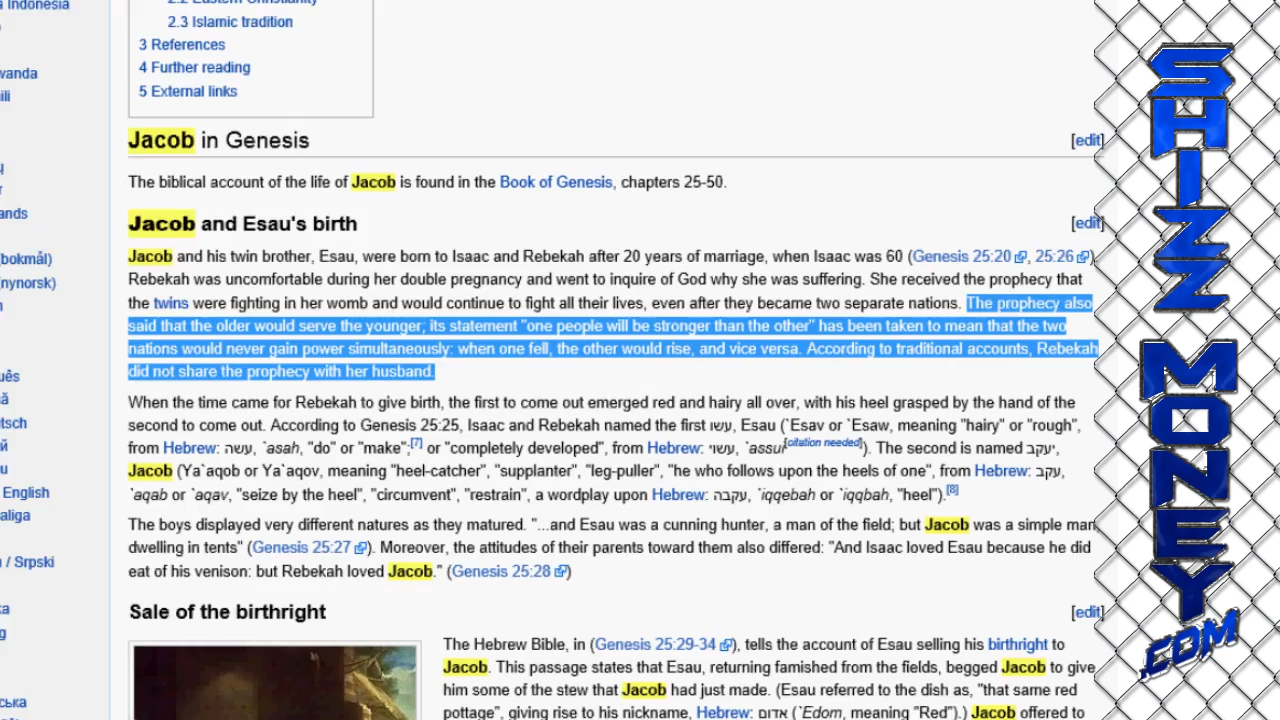 a Indonesia
2.2 Eastern Christianity
2.3 Islamic tradition
3 References
4 Further reading
5 External links
wanda
ili
ands
(bokmål)
(nynorsk)
uês
ă
utsch
ий
u
English
aliga
/ Srpski
ka
g
ська
Jacob in Genesis
[edit]
The biblical account of the life of Jacob is found in the Book of Genesis, chapters 25-50.
Jacob and Esau's birth
[edit]
Jacob and his twin brother, Esau, were born to Isaac and Rebekah after 20 years of marriage, when Isaac was 60 (Genesis 25:20, 25:26).
Rebekah was uncomfortable during her double pregnancy and went to inquire of God why she was suffering. She received the prophecy that
the twins were fighting in her womb and would continue to fight all their lives, even after they became two separate nations. The prophecy also
said that the older would serve the younger; its statement "one people will be stronger than the other" has been taken to mean that the two
nations would never gain power simultaneously: when one fell, the other would rise, and vice versa. According to traditional accounts, Rebekah
did not share the prophecy with her husband.
When the time came for Rebekah to give birth, the first to come out emerged red and hairy all over, with his heel grasped by the hand of the
second to come out. According to Genesis 25:25, Isaac and Rebekah named the first עשו, Esau (`Esav or `Esaw, meaning "hairy" or "rough",
from Hebrew: עשה, `asah, "do" or "make";[7] or "completely developed", from Hebrew: עשוי, `assui[citation needed]). The second is named יעקב,
Jacob (Ya`aqob or Ya`aqov, meaning "heel-catcher", "supplanter", "leg-puller", "he who follows upon the heels of one", from Hebrew: עקב,
`aqab or `aqav, "seize by the heel", "circumvent", "restrain", a wordplay upon Hebrew: עקבה, `iqqebah or `iqqbah, "heel").[8]
The boys displayed very different natures as they matured. "...and Esau was a cunning hunter, a man of the field; but Jacob was a simple man,
dwelling in tents" (Genesis 25:27). Moreover, the attitudes of their parents toward them also differed: "And Isaac loved Esau because he did
eat of his venison: but Rebekah loved Jacob." (Genesis 25:28)
Sale of the birthright
[edit]
The Hebrew Bible, in (Genesis 25:29-34), tells the account of Esau selling his birthright to
Jacob. This passage states that Esau, returning famished from the fields, begged Jacob to give
him some of the stew that Jacob had just made. (Esau referred to the dish as, "that same red
pottage", giving rise to his nickname, Hebrew: אדום (`Edom, meaning "Red").) Jacob offered to
SHIZZ
MONEY
.COM